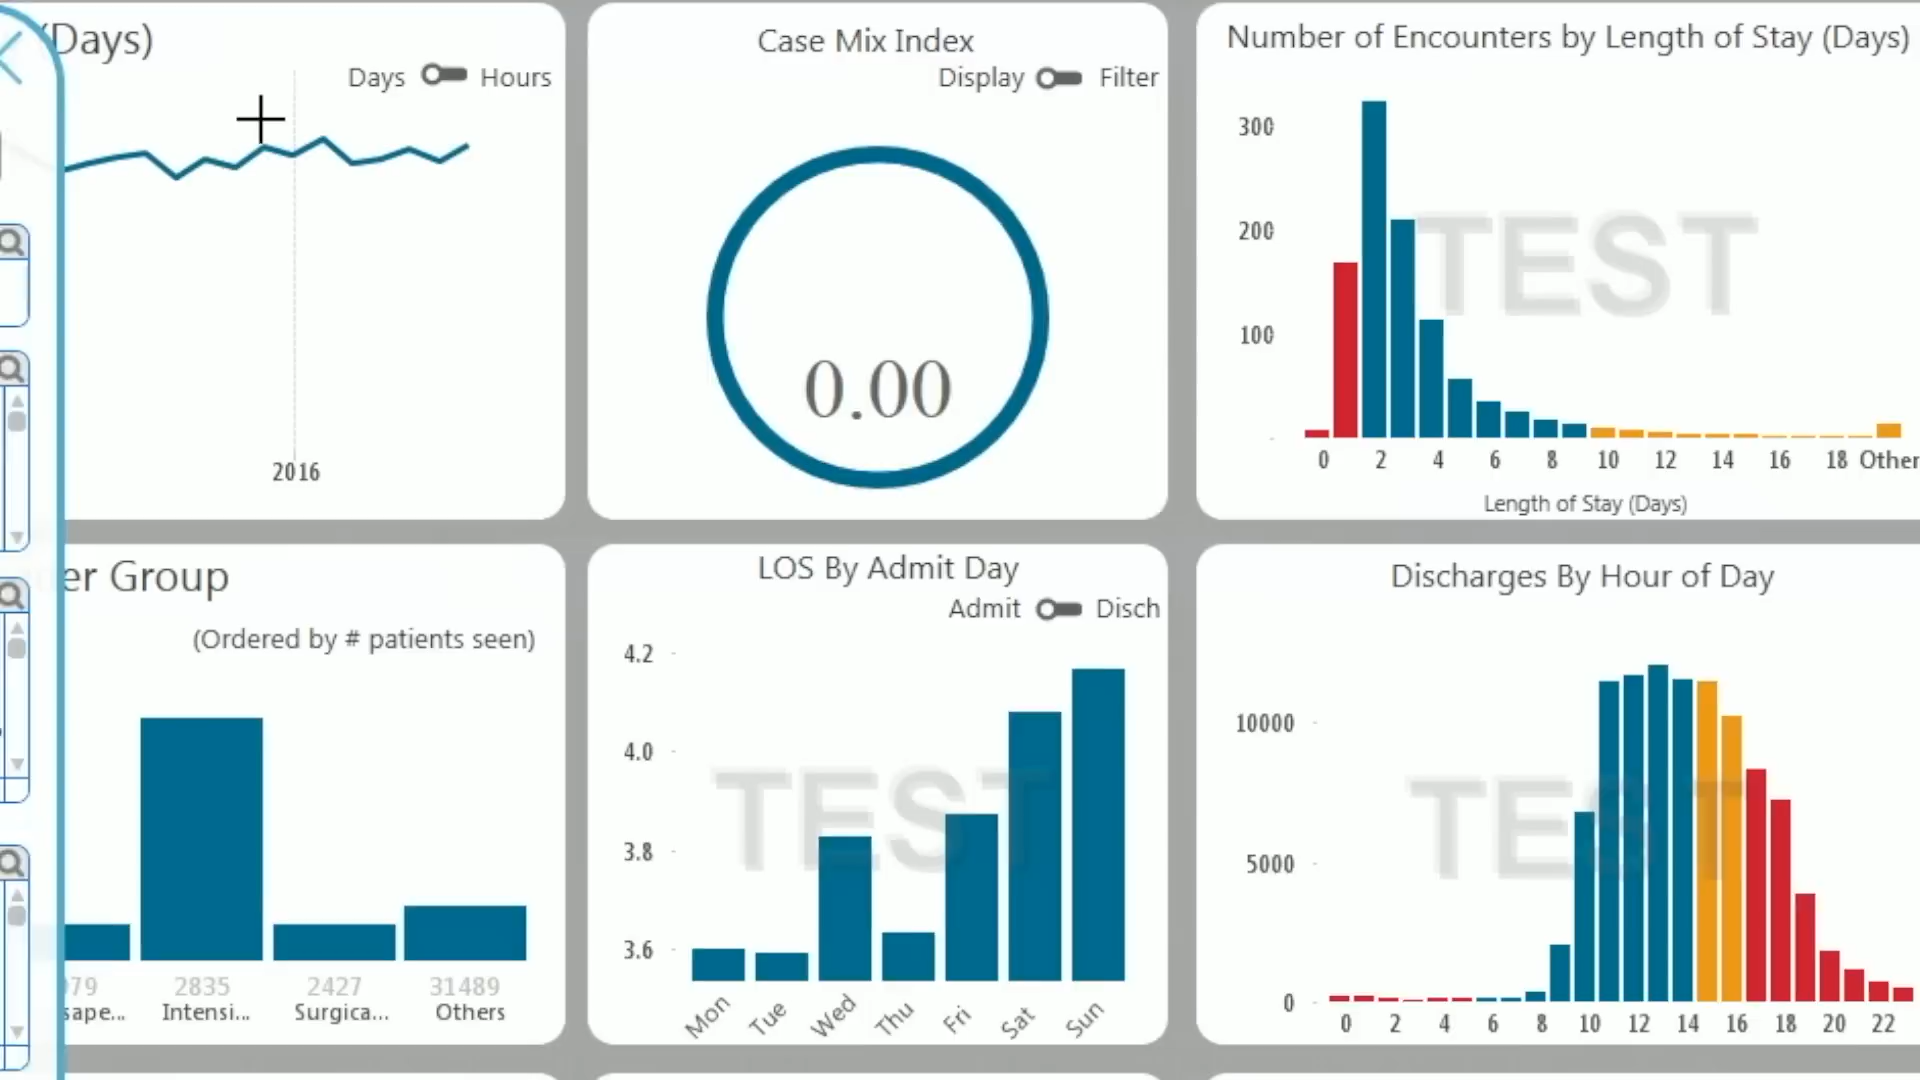 (Days)
Days Hours
2016
Case Mix Index
Display Filter
0.00
Number of Encounters by Length of Stay (Days)
300
200
100
TEST
0 2 4 6 8 10 12 14 16 18 Other
Length of Stay (Days)
er Group
(Ordered by # patients seen)
979 2835 2427 31489
sape... Intensi... Surgica... Others
LOS By Admit Day
Admit Disch
4.2
4.0
3.8
3.6
TEST
Mon Tue Wed Thu Fri Sat Sun
Discharges By Hour of Day
10000
5000
0
TEST
0 2 4 6 8 10 12 14 16 18 20 22